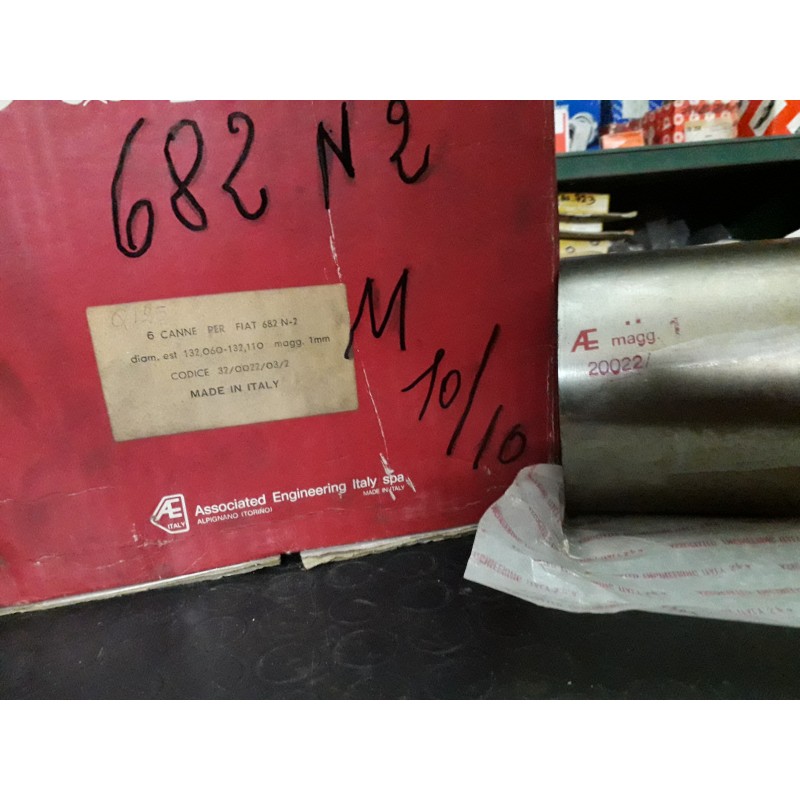 682 N2
M
10/10
6 CANNE PER FIAT 682 N-2
diam. est 132,060-132,110 magg. 1mm
CODICE 32/0022/03/2
MADE IN ITALY
Æ
ITALY
Associated Engineering Italy spa
MADE IN ITALY
ALPIGNANO (TORINO)
Æ magg. 1
20022/